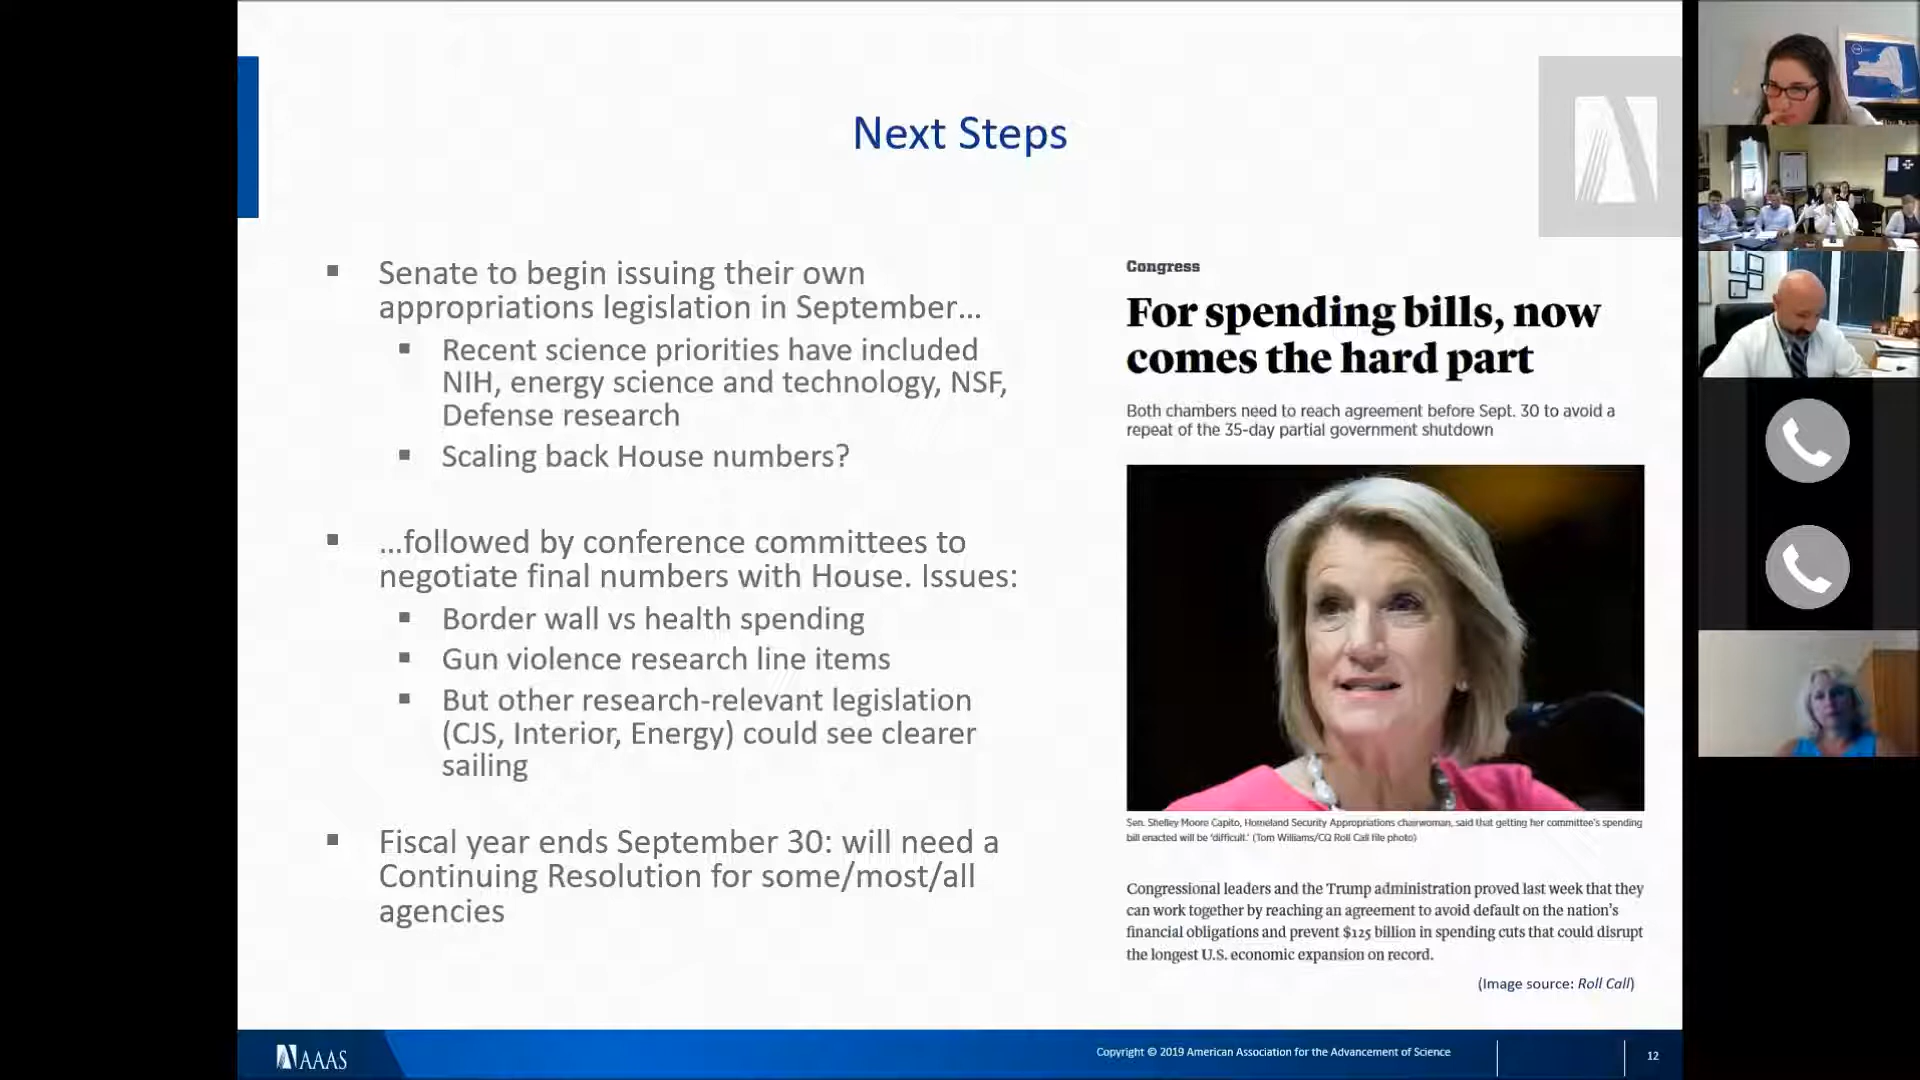 Next Steps
Senate to begin issuing their own
appropriations legislation in September…
Recent science priorities have included
NIH, energy science and technology, NSF,
Defense research
Scaling back House numbers?
…followed by conference committees to
negotiate final numbers with House. Issues:
Border wall vs health spending
Gun violence research line items
But other research-relevant legislation
(CJS, Interior, Energy) could see clearer
sailing
Fiscal year ends September 30: will need a
Continuing Resolution for some/most/all
agencies
Congress
For spending bills, now
comes the hard part
Both chambers need to reach agreement before Sept. 30 to avoid a
repeat of the 35-day partial government shutdown
Sen. Shelley Moore Capito, Homeland Security Appropriations chairwoman, said that getting her committee's spending
bill enacted will be 'difficult.' (Tom Williams/CQ Roll Call file photo)
Congressional leaders and the Trump administration proved last week that they
can work together by reaching an agreement to avoid default on the nation's
financial obligations and prevent $125 billion in spending cuts that could disrupt
the longest U.S. economic expansion on record.
(Image source: Roll Call)
AAAS
Copyright © 2019 American Association for the Advancement of Science
12